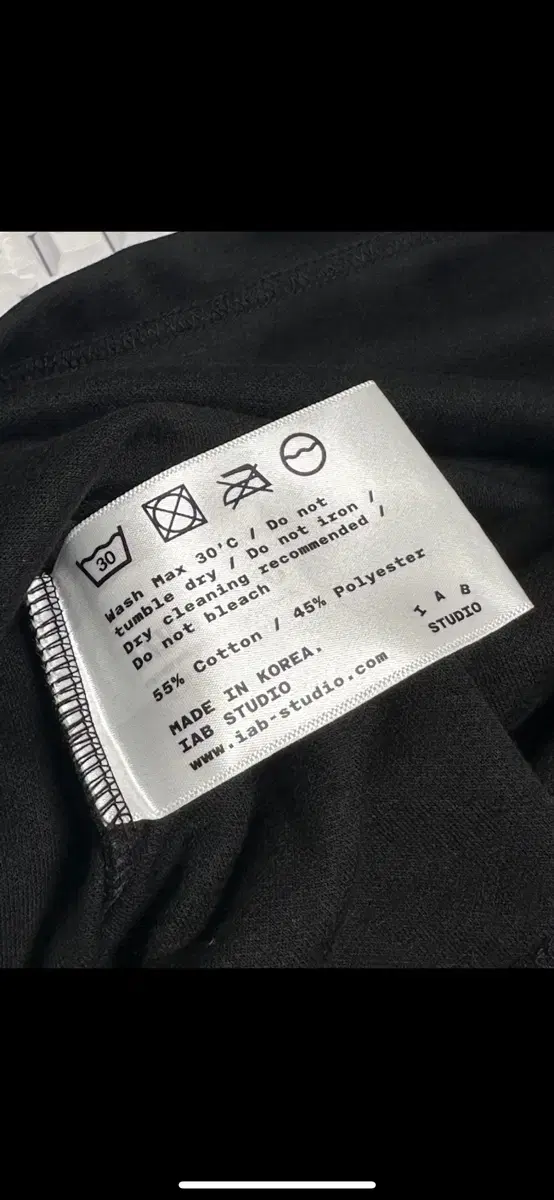 30
Wash Max 30'C / Do not
tumble dry / Do not iron /
Dry cleaning recommended /
Do not bleach
55% Cotton / 45% Polyester
MADE IN KOREA.
IAB STUDIO
www.iab-studio.com
I A B
STUDIO